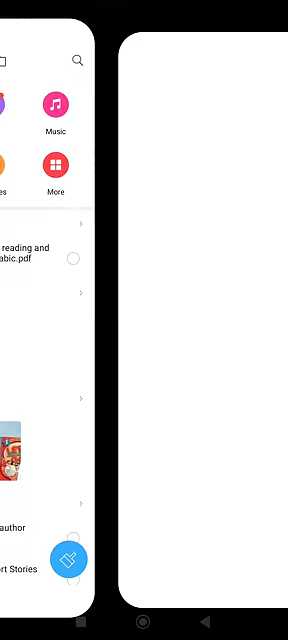 Music
es
More
reading and
abic.pdf
author
rt Stories